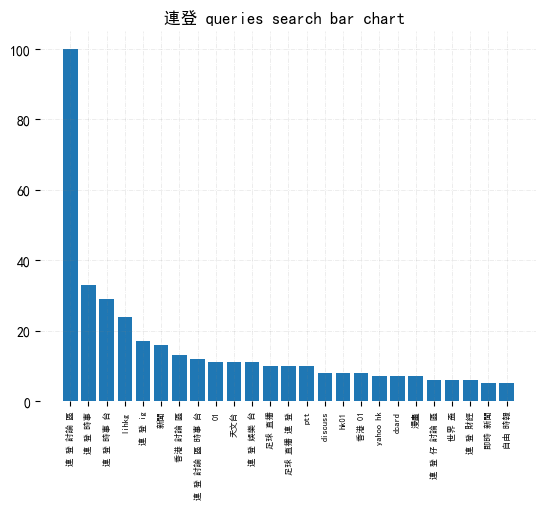 連登 queries search bar chart
100
80
60
40
20
0
連 登 討論 區
連 登 時事
連 登 時事 台
lihkg
連 登 ig
新聞
香港 討論 區
連 登 討論 區 時事 台
01
天文台
連 登 娛樂 台
足球 直播
足球 直播 連 登
ptt
discuss
hk01
香港 01
yahoo hk
dcard
漫畫
連 登 仔 討論 區
世界 盃
連 登 財經
即時 新聞
自由 時報